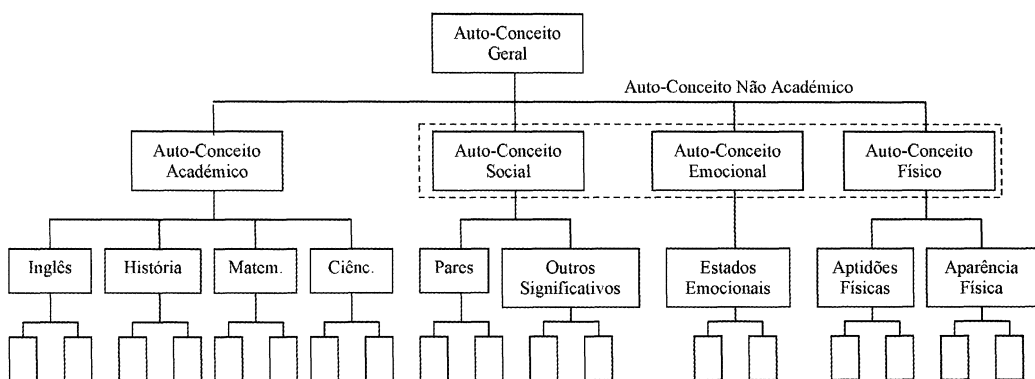 Auto-Conceito
Geral
Auto-Conceito Não Académico
Auto-Conceito
Académico
Auto-Conceito
Social
Auto-Conceito
Emocional
Auto-Conceito
Físico
Inglês
História
Matem.
Ciênc.
Pares
Outros
Significativos
Estados
Emocionais
Aptidões
Físicas
Aparência
Física